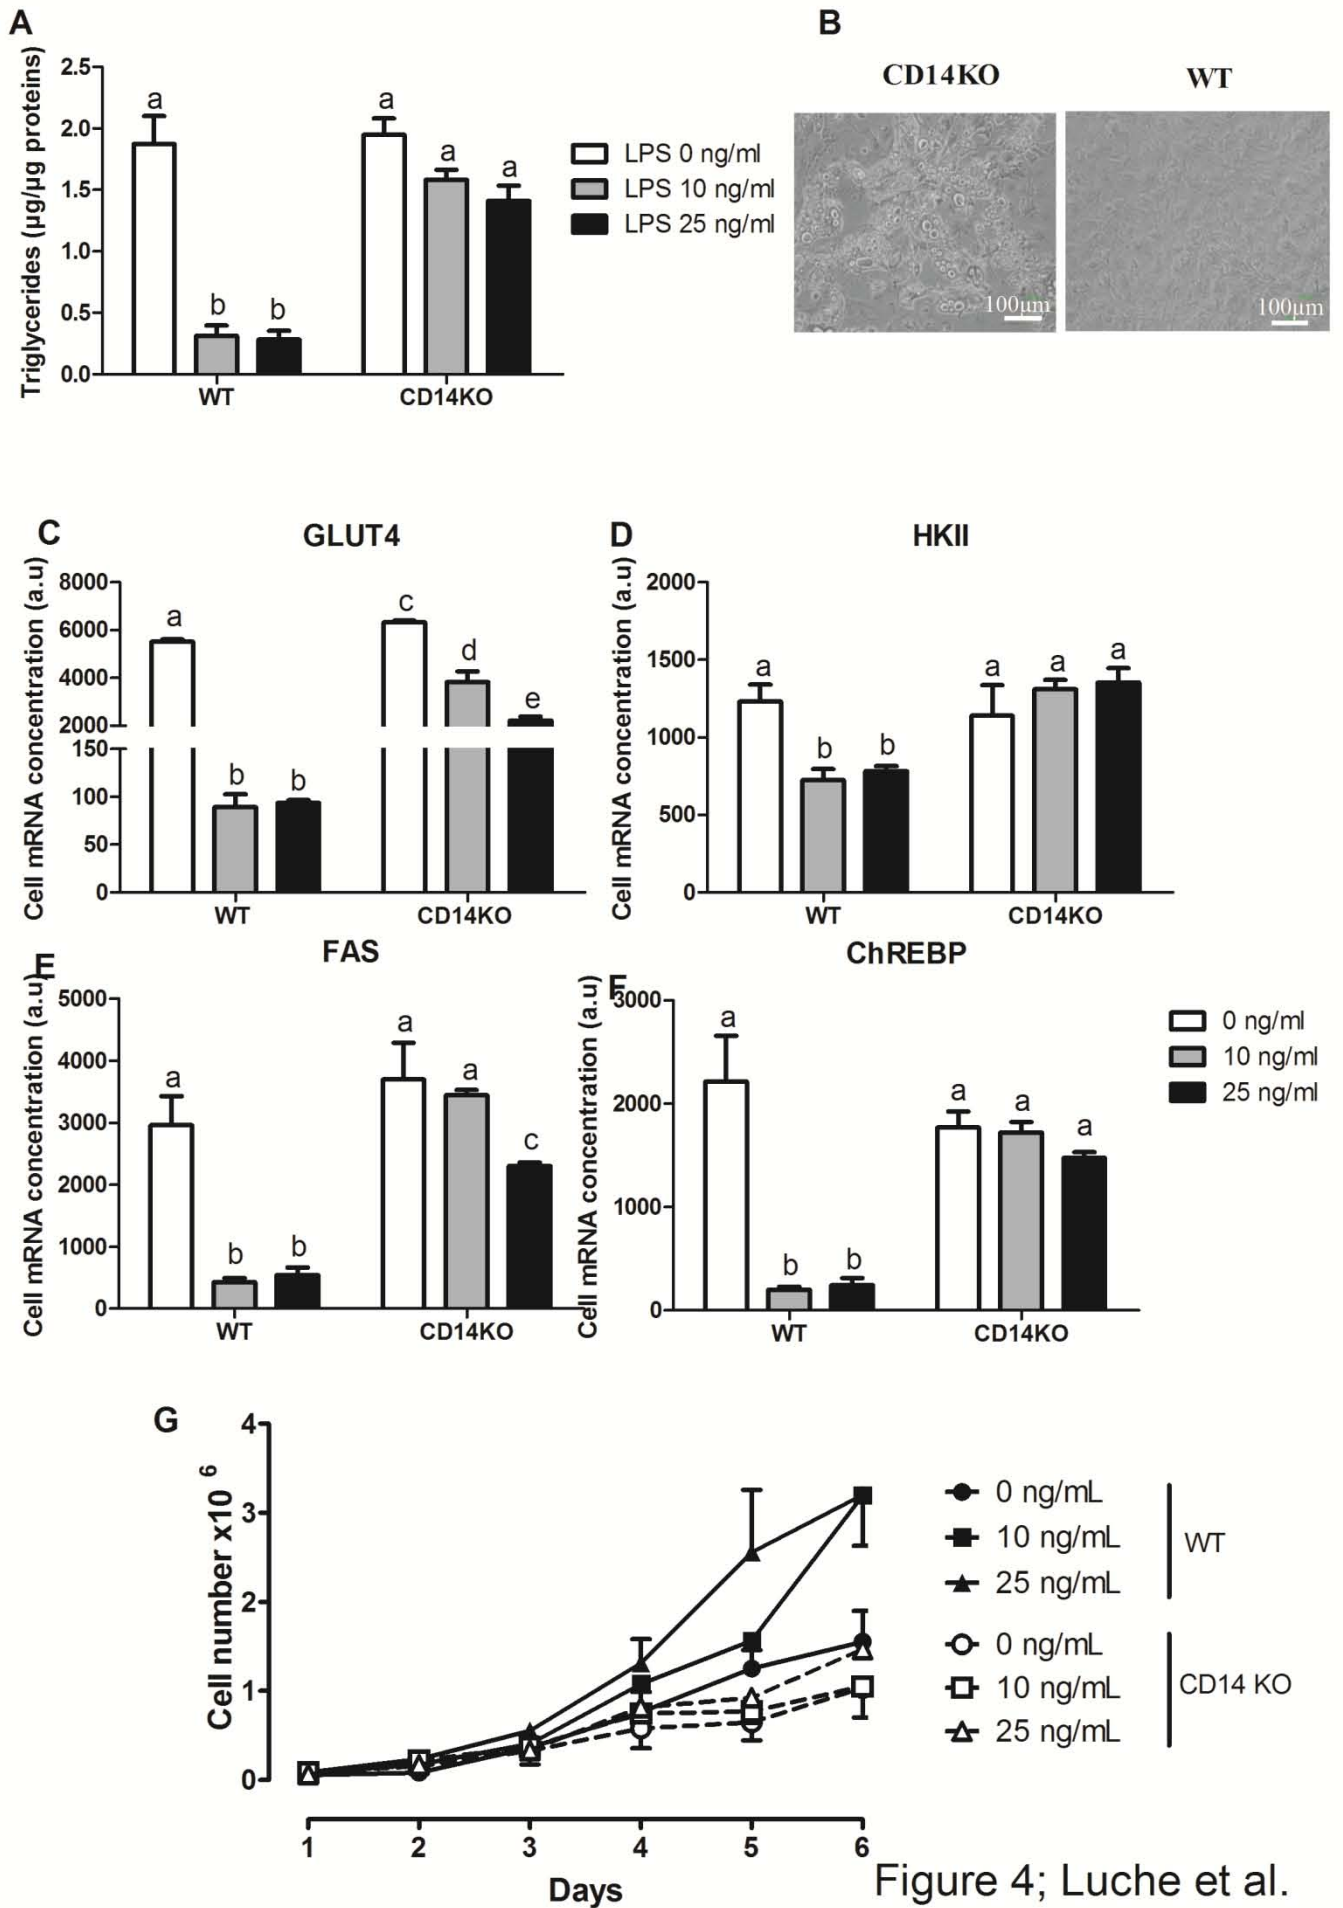 A
Triglycerides (µg/µg proteins)
2.5
2.0
1.5
1.0
0.5
0.0
a
b
b
a
a
a
WT
CD14KO
LPS 0 ng/ml
LPS 10 ng/ml
LPS 25 ng/ml
B
CD14KO
WT
100µm
100µm
C
GLUT4
Cell mRNA concentration (a.u)
8000
6000
4000
2000
150
100
50
0
a
b
b
c
d
e
WT
CD14KO
D
HKII
Cell mRNA concentration (a.u)
2000
1500
1000
500
0
a
b
b
a
a
a
WT
CD14KO
E
FAS
Cell mRNA concentration (a.u)
5000
4000
3000
2000
1000
0
a
b
b
a
a
c
WT
CD14KO
F
ChREBP
Cell mRNA concentration (a.u)
3000
2000
1000
0
a
b
b
a
a
a
WT
CD14KO
0 ng/ml
10 ng/ml
25 ng/ml
G
Cell number x10 6
4
3
2
1
0
1 2 3 4 5 6
Days
0 ng/mL
10 ng/mL
25 ng/mL
WT
0 ng/mL
10 ng/mL
25 ng/mL
CD14 KO
Figure 4; Luche et al.